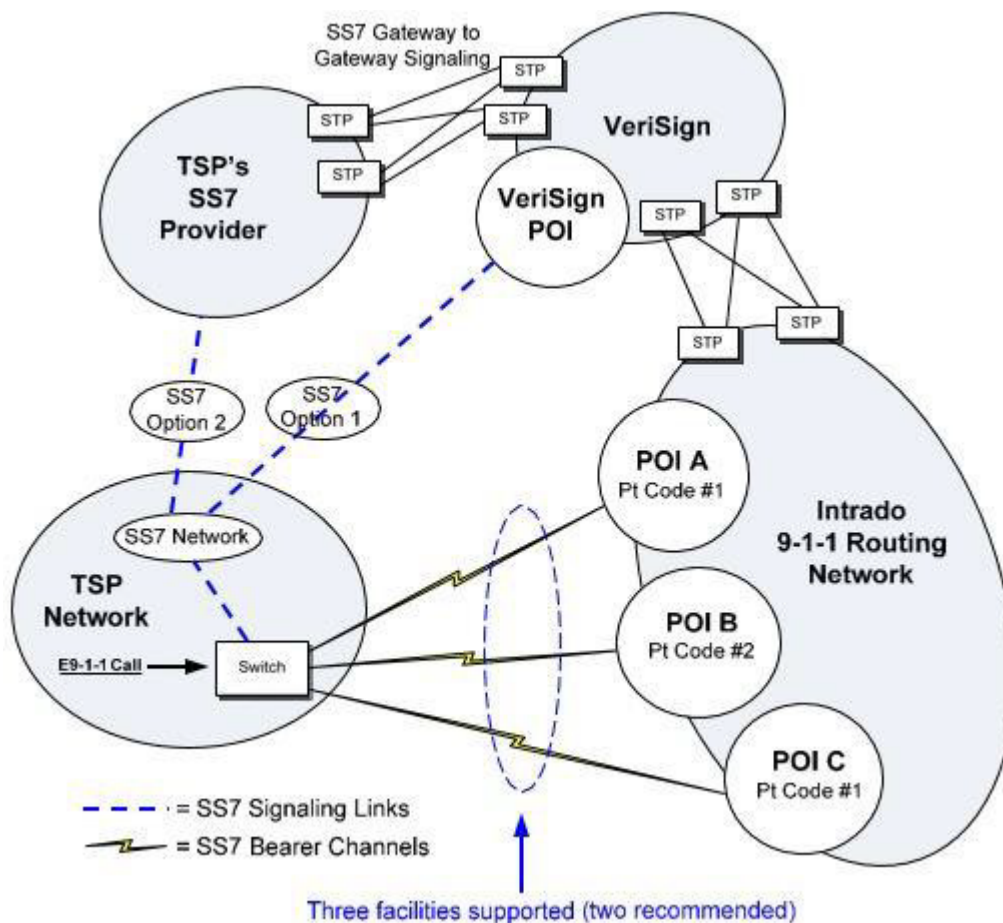 SS7 Gateway to
Gateway Signaling
STP
STP
STP
STP
VeriSign
TSP's
SS7
Provider
VeriSign
POI
STP
STP
STP
STP
SS7
Option 2
SS7
Option 1
POI A
Pt Code #1
Intrado
9-1-1 Routing
Network
SS7 Network
TSP
Network
E9-1-1 Call
Switch
POI B
Pt Code #2
POI C
Pt Code #1
= SS7 Signaling Links
= SS7 Bearer Channels
Three facilities supported (two recommended)